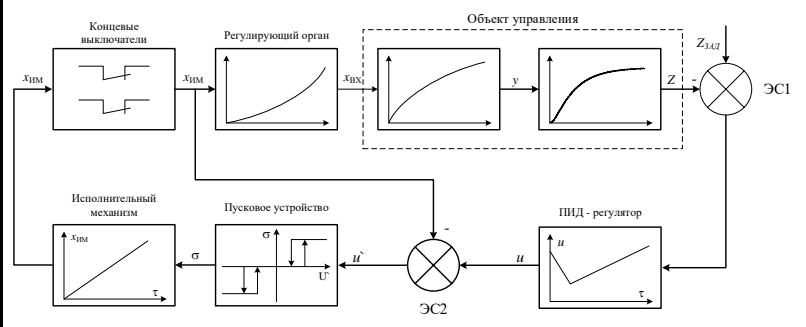 Объект управления
Концевые
выключатели
Регулирующий орган
Z_ЗАД
x_ИМ
x_ИМ
x_ВХ
y
Z
-
ЭС1
Исполнительный
механизм
Пусковое устройство
ПИД - регулятор
-
x_ИМ
τ
σ
σ
U`
u`
u
u
τ
ЭС2